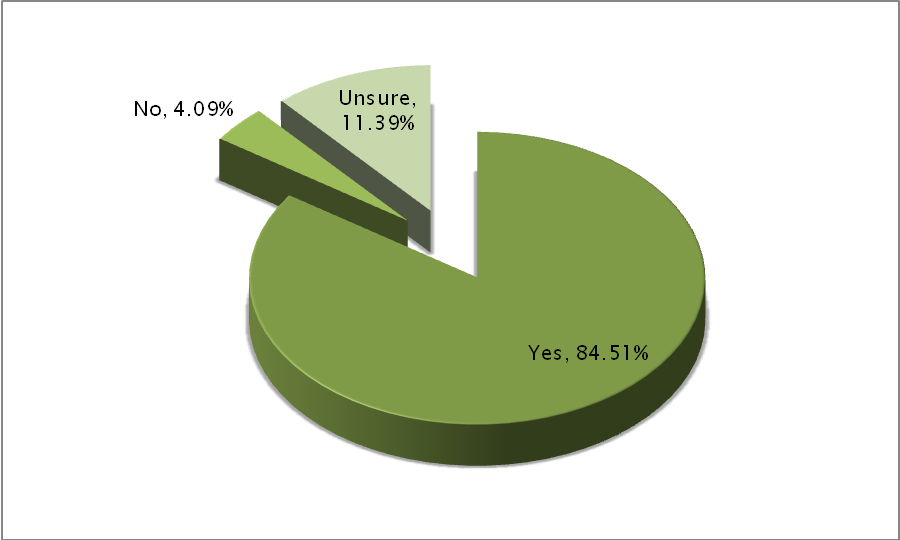 No, 4.09%
Unsure,
11.39%
Yes, 84.51%